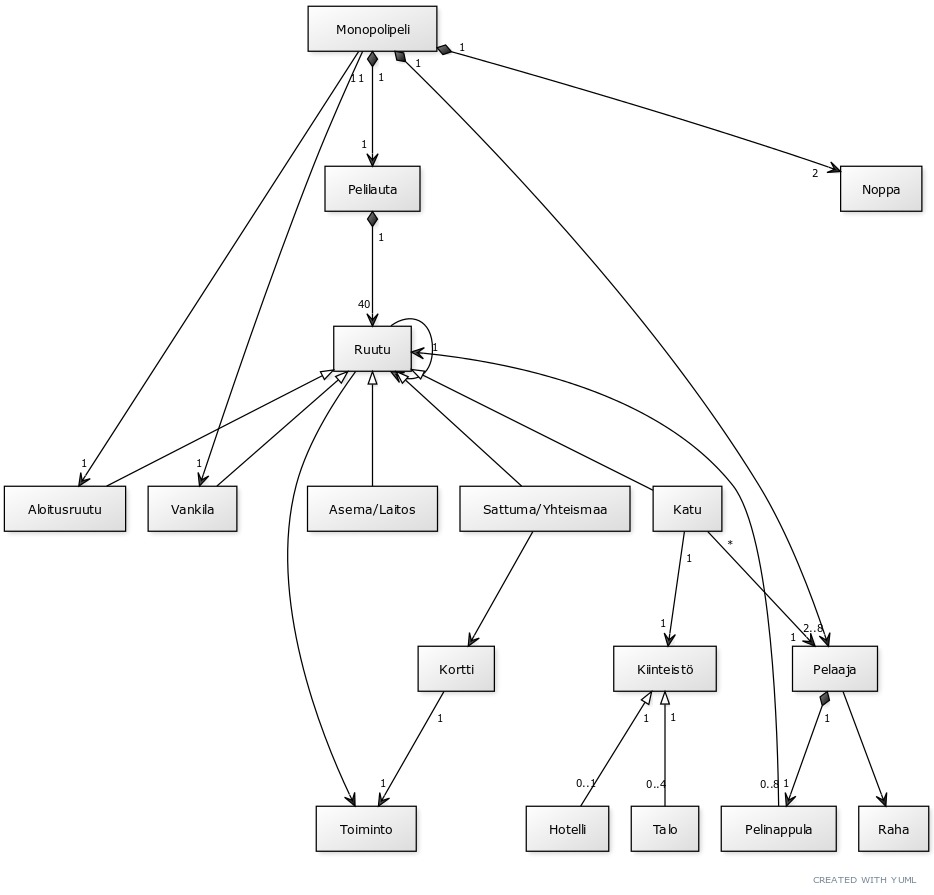 Monopolipeli
1
1 1
1
1
1
2
Noppa
Pelilauta
1
40
Ruutu
1
1
1
Aloitusruutu
Vankila
Asema/Laitos
Sattuma/Yhteismaa
Katu
*
1
1
1
2..8
Kortti
Kiinteistö
Pelaaja
1
1
1
1
1
0..1
0..4
0..8
1
Toiminto
Hotelli
Talo
Pelinappula
Raha
CREATED WITH YUML